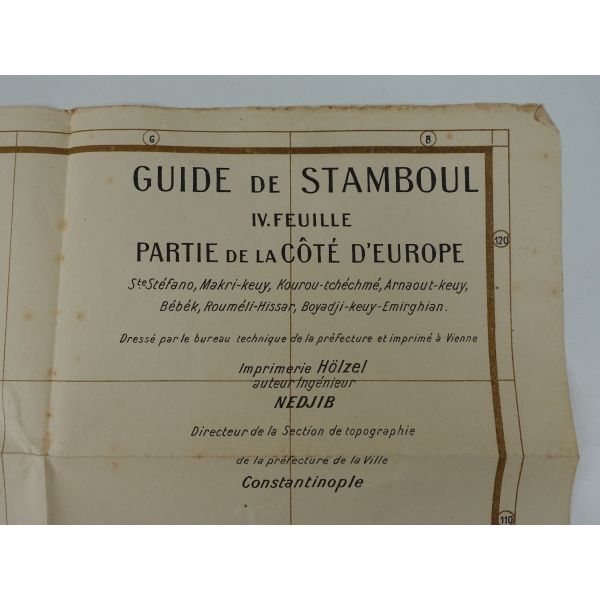 6
8
GUIDE DE STAMBOUL
IV. FEUILLE
PARTIE DE LA CÔTÉ D'EUROPE
Ste Stéfano, Makri-keuy, Kourou-tchéchmé, Arnaout-keuy,
Bébék, Rouméli-Hissar, Boyadji-keuy-Emirghian.
Dressé par le bureau technique de la préfecture et imprimé à Vienne
Imprimerie Hölzel
auteur Ingénieur
NEDJIB
Directeur de la Section de topographie
de la préfecture de la Ville
Constantinople
120
110